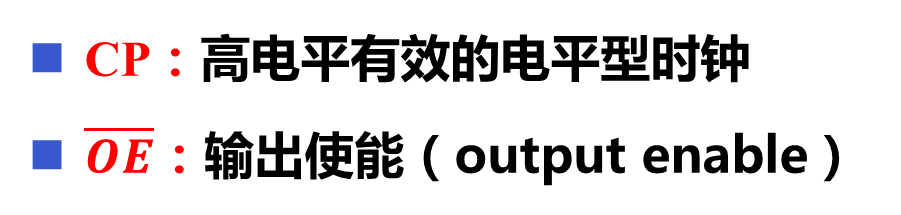 CP：高电平有效的电平型时钟
$\overline{OE}$：输出使能（output enable）